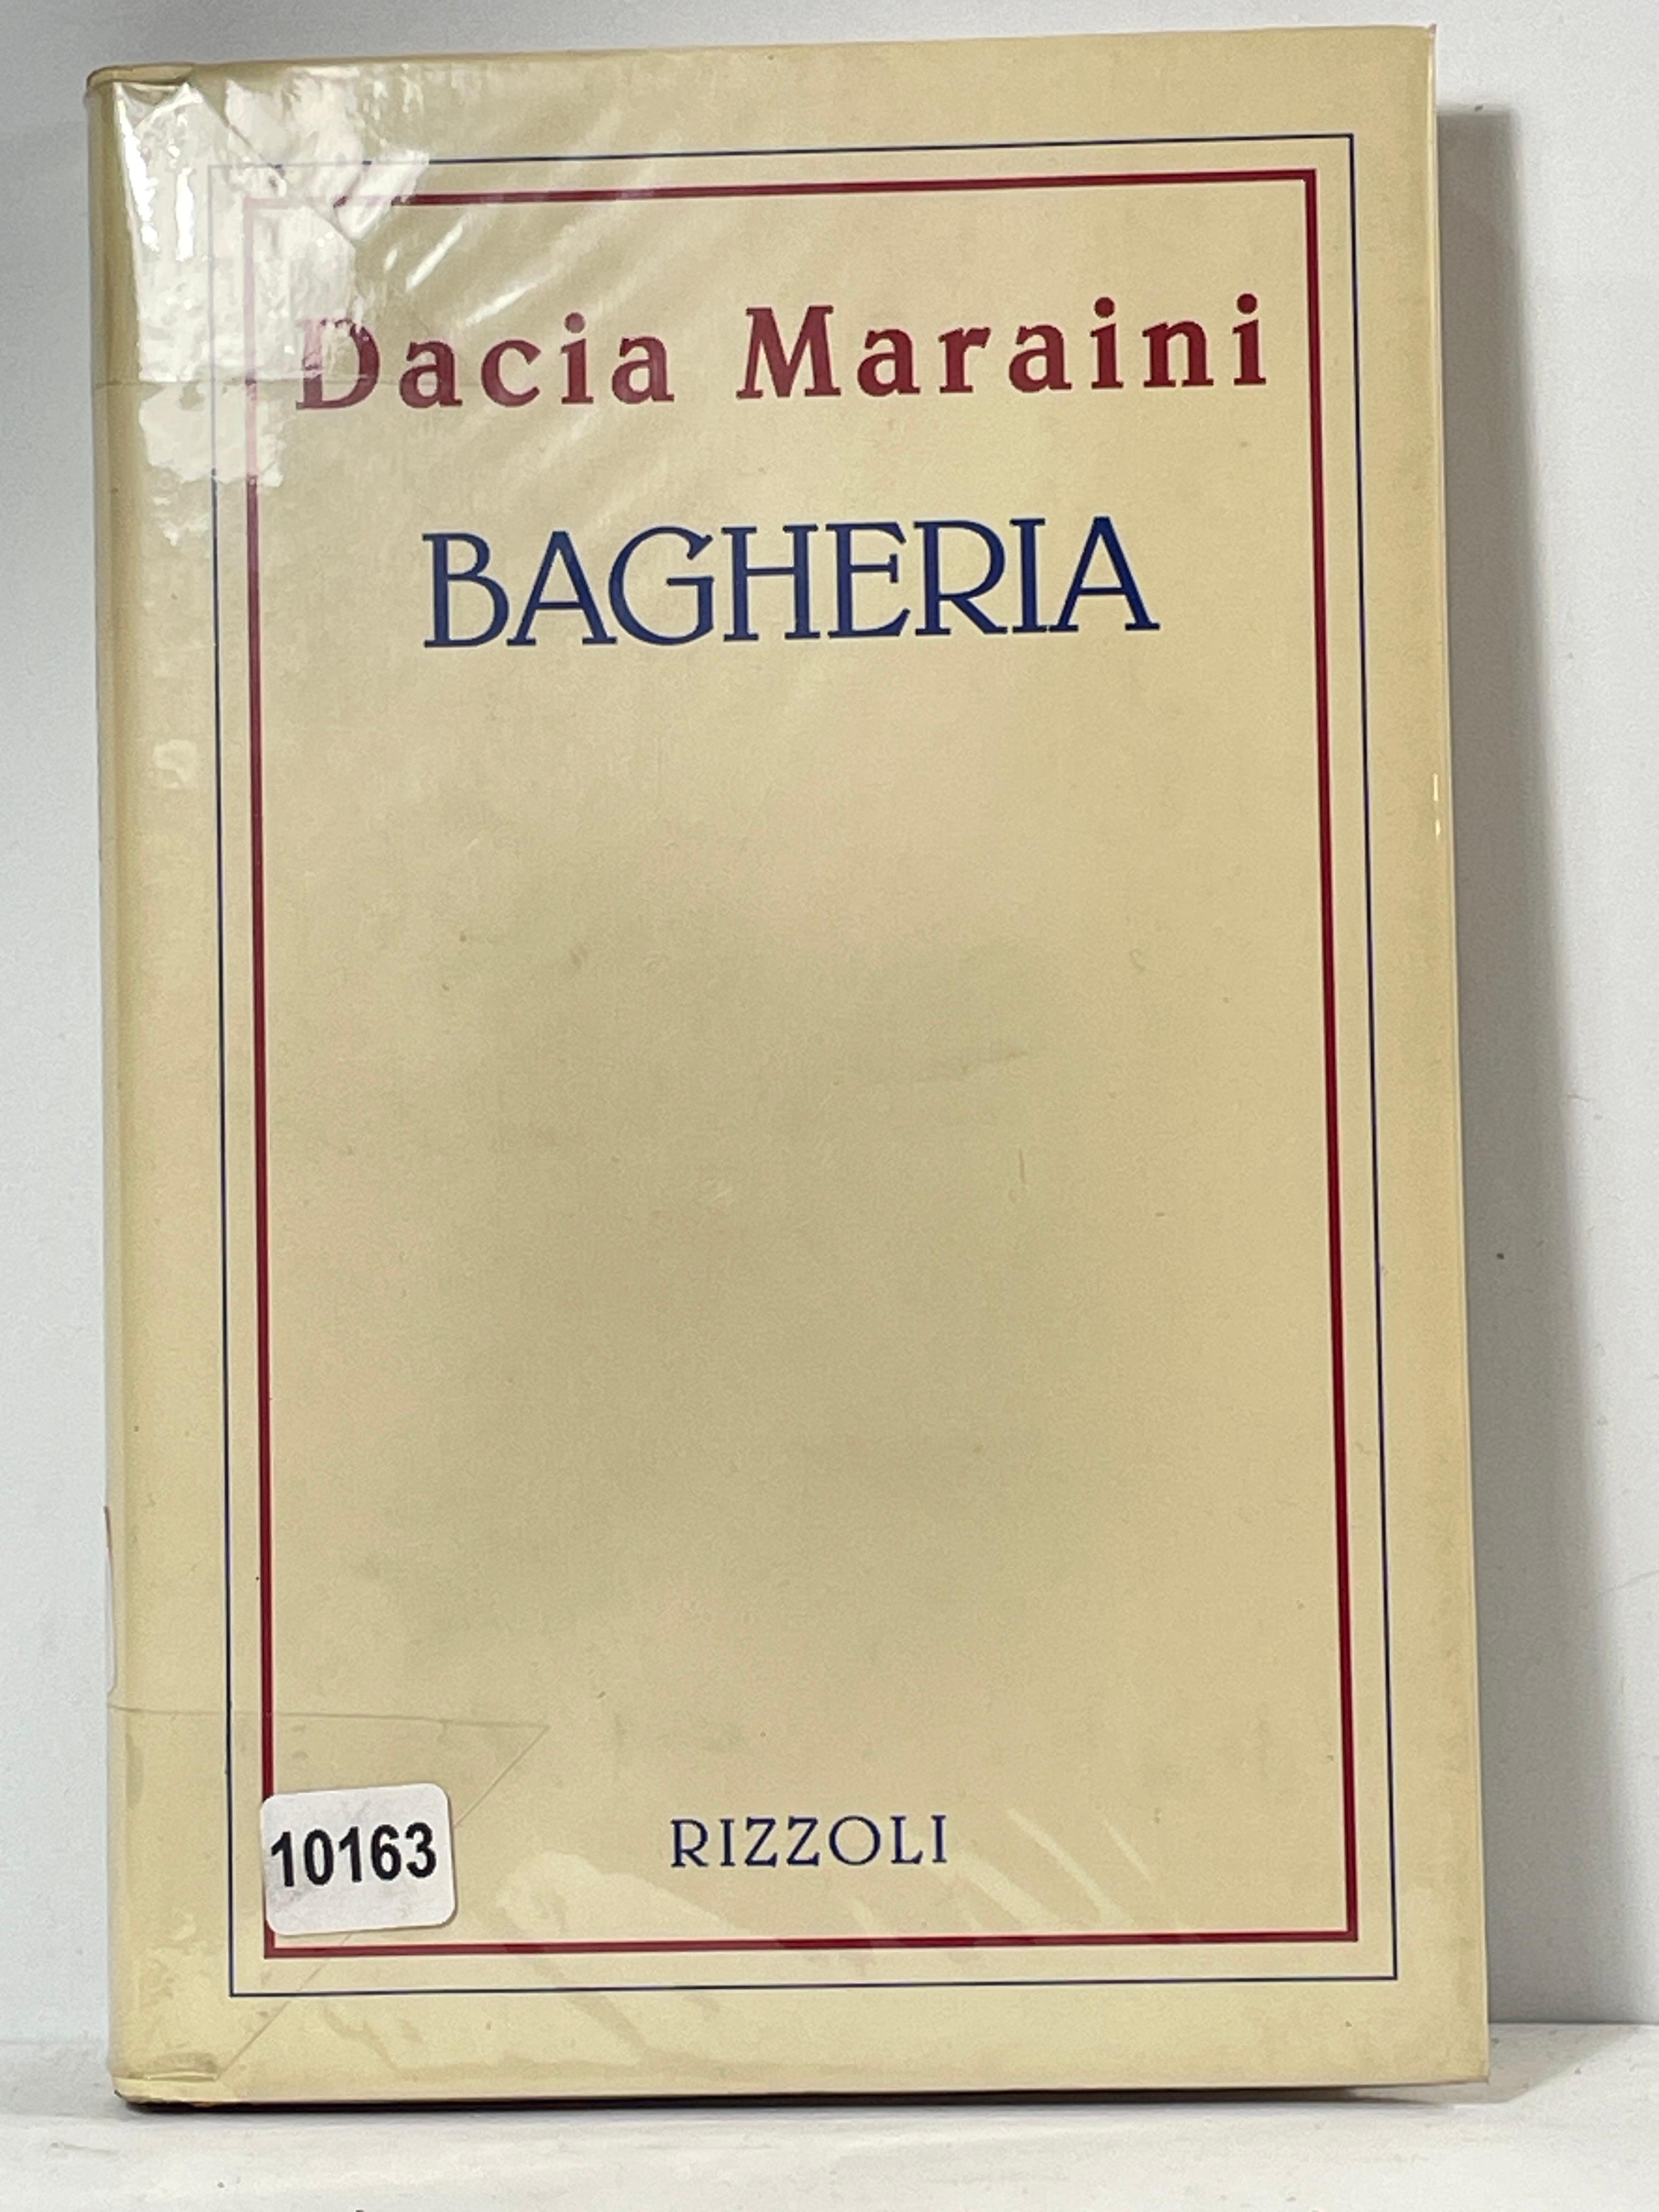 Dacia Maraini
BAGHERIA
RIZZOLI
10163